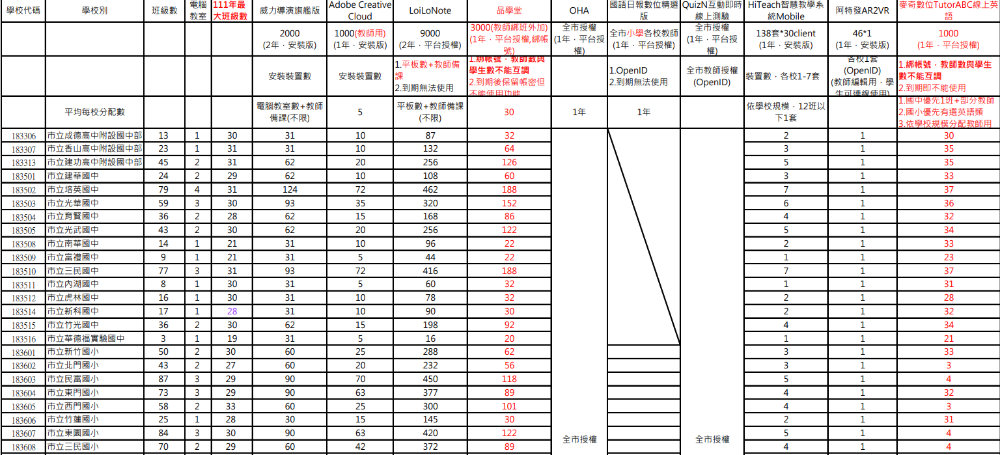 學校代碼 學校別 班級數 電腦教室 111年最大班級數 威力導演旗艦版 Adobe Creative Cloud LoiLoNote 品學堂 OHA 國語日報數位精選版 QuizN互動即時線上測驗 HiTeach智慧教學系統Mobile 阿特發AR2VR 麥奇數位TutorABC線上英語
2000 (2年·安裝版) 1000(教師用) (1年·安裝版) 9000 (2年·平台授權) 3000(教師綁班外加) (1年·平台授權,綁帳號) 全市授權 (1年·平台授權) 全市小學各校教師 (1年·平台授權) 全市授權 (1年·平台授權) 138套*30client (1年·安裝版) 46*1 (1年·安裝版) 1000 (1年·平台授權)
安裝裝置數 安裝裝置數 1.平板數+教師備課 2.到期無法使用 1.綁帳號·教師數與學生數不能互調 2.到期後保留帳密但不能使用功能 1.OpenID 2.到期無法使用 全市教師授權 (OpenID) 裝置數·各校1-7套 各校1套 (OpenID) (教師編輯用·學生可連線使用) 1.綁帳號·教師數與學生數不能互調 2.到期即不能使用
平均每校分配數 電腦教室數+教師備課(不限) 5 平板數+教師備課(不限) 30 1年 1年 依學校規模·12班以下1套 1.國中優先1班+部分教師 2.國小優先有選英語類 3.依學校規模分配教師用
183306 市立成德高中附設國中部 13 1 30 31 10 87 32 2 1 30
183307 市立香山高中附設國中部 23 1 31 31 10 132 64 3 1 35
183313 市立建功高中附設國中部 45 2 31 62 20 256 126 5 1 35
183501 市立建華國中 24 2 29 62 10 108 60 3 1 33
183502 市立培英國中 79 4 31 124 72 462 188 7 1 37
183503 市立光華國中 59 3 30 93 35 320 152 6 1 36
183504 市立育賢國中 36 2 28 62 15 168 86 4 1 32
183505 市立光武國中 43 2 30 62 20 256 122 5 1 34
183508 市立南華國中 14 1 21 31 10 96 22 2 1 33
183509 市立富禮國中 9 1 21 31 5 44 22 1 1 23
183510 市立三民國中 77 3 31 93 72 416 188 7 1 37
183511 市立內湖國中 8 1 30 31 5 60 32 1 1 31
183512 市立虎林國中 16 1 30 31 10 78 32 2 1 28
183514 市立新科國中 17 1 28 31 10 90 30 2 1 32
183515 市立竹光國中 36 2 30 62 15 198 92 4 1 34
183516 市立華德福實驗國中 3 1 19 31 5 16 20 1 1 21
183601 市立新竹國小 50 2 30 60 25 288 62 3 1 33
183602 市立北門國小 43 2 27 60 20 232 56 3 1 3
183603 市立民富國小 87 3 29 90 70 450 118 5 1 4
183604 市立東門國小 73 3 29 90 63 377 89 4 1 32
183605 市立西門國小 58 2 33 60 25 300 101 4 1 3
183606 市立竹蓮國小 25 1 28 30 15 145 30 2 1 31
183607 市立東園國小 84 3 30 90 63 420 122 全市授權 全市授權 5 1 4
183608 市立三民國小 70 2 29 60 42 372 89 4 1 4